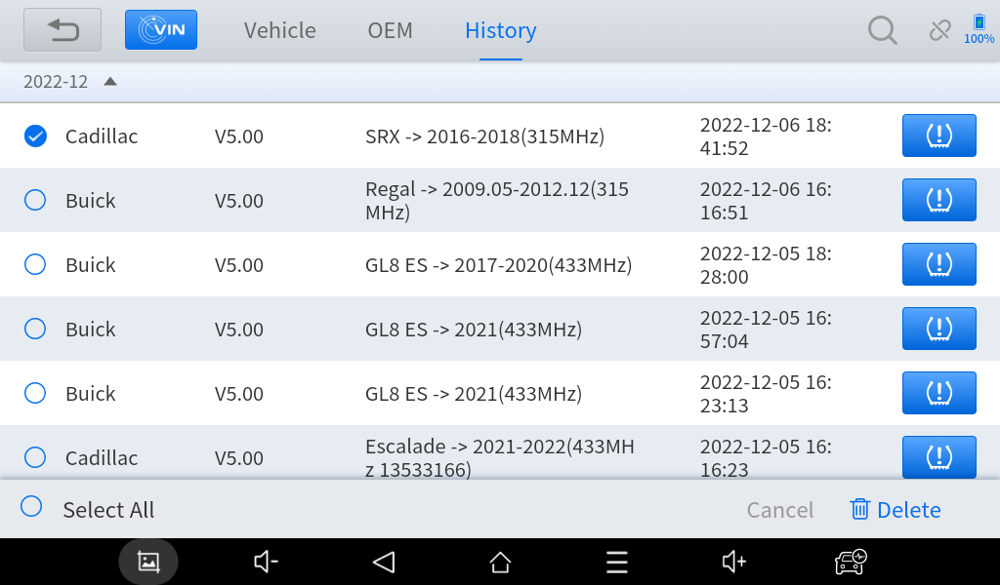 VIN Vehicle OEM History 100%
2022-12
Cadillac V5.00 SRX -> 2016-2018(315MHz) 2022-12-06 18:
41:52
Buick V5.00 Regal -> 2009.05-2012.12(315 2022-12-06 16:
MHz) 16:51
Buick V5.00 GL8 ES -> 2017-2020(433MHz) 2022-12-05 18:
28:00
Buick V5.00 GL8 ES -> 2021(433MHz) 2022-12-05 16:
57:04
Buick V5.00 GL8 ES -> 2021(433MHz) 2022-12-05 16:
23:13
Cadillac V5.00 Escalade -> 2021-2022(433MH 2022-12-05 16:
z 13533166) 16:23
Select All Cancel Delete